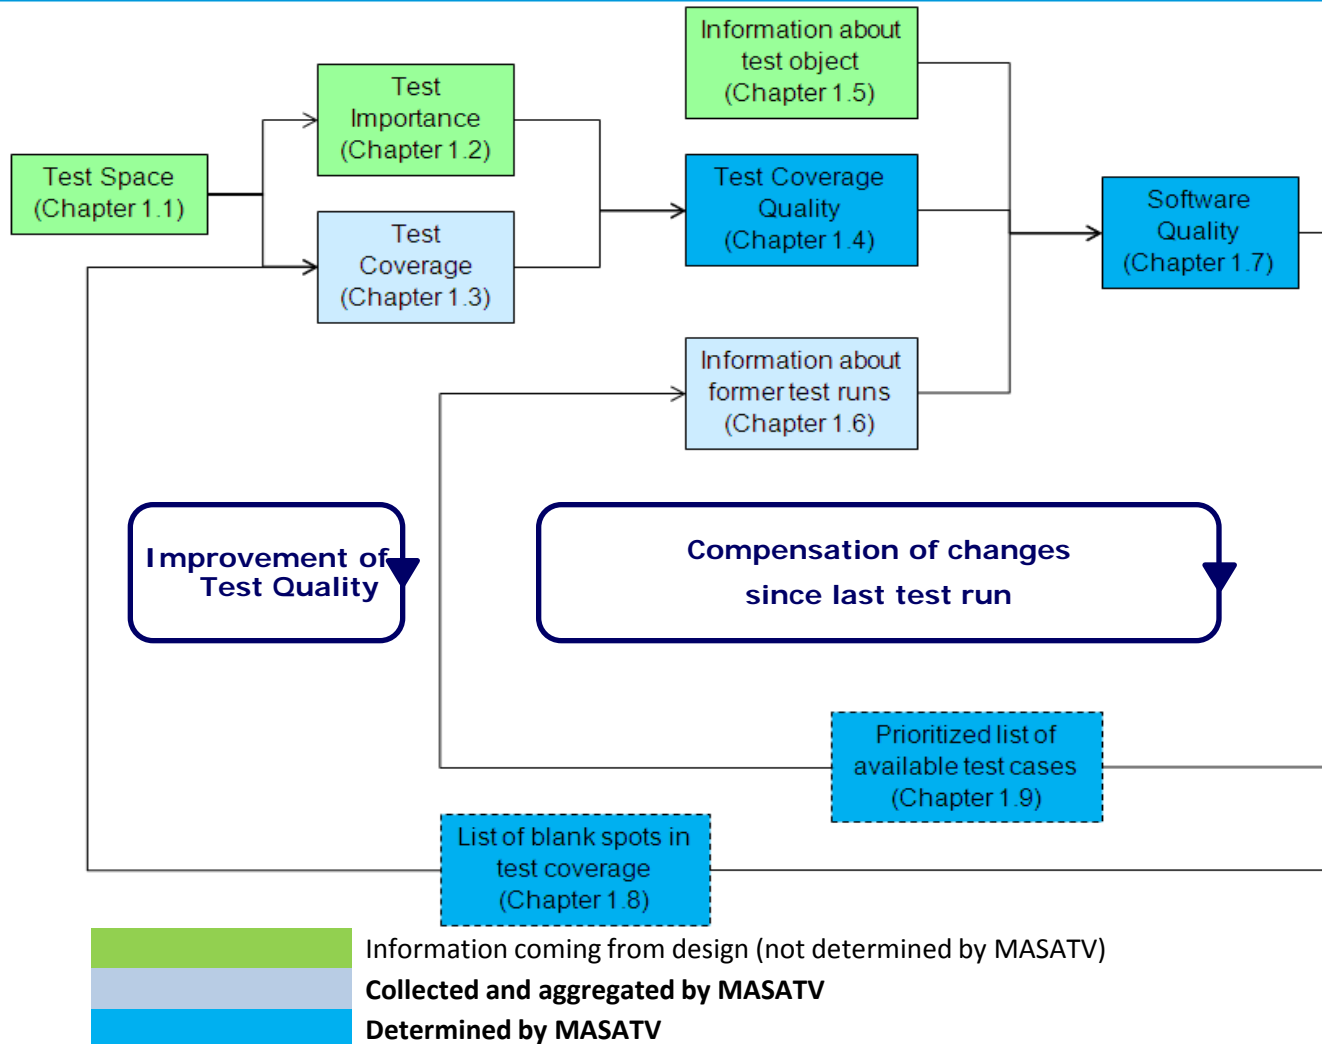 Information about
test object
(Chapter 1.5)
Test
Importance
(Chapter 1.2)
Test Space
(Chapter 1.1)
Test Coverage
Quality
(Chapter 1.4)
Software
Quality
(Chapter 1.7)
Test
Coverage
(Chapter 1.3)
Information about
former test runs
(Chapter 1.6)
Improvement of
Test Quality
Compensation of changes
since last test run
Prioritized list of
available test cases
(Chapter 1.9)
List of blank spots in
test coverage
(Chapter 1.8)
Information coming from design (not determined by MASATV)
Collected and aggregated by MASATV
Determined by MASATV